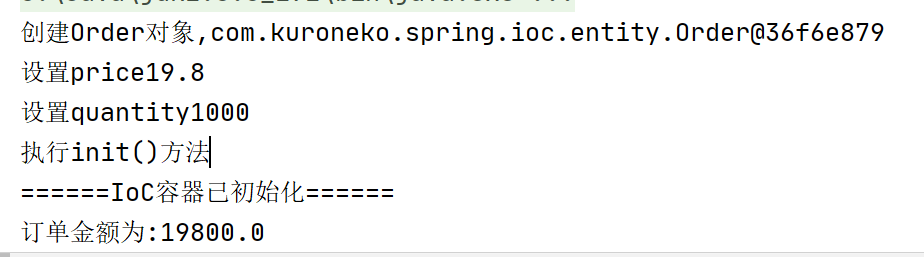 创建Order对象,com.kuroneko.spring.ioc.entity.Order@36f6e879
设置price19.8
设置quantity1000
执行init()方法
======IoC容器已初始化======
订单金额为:19800.0